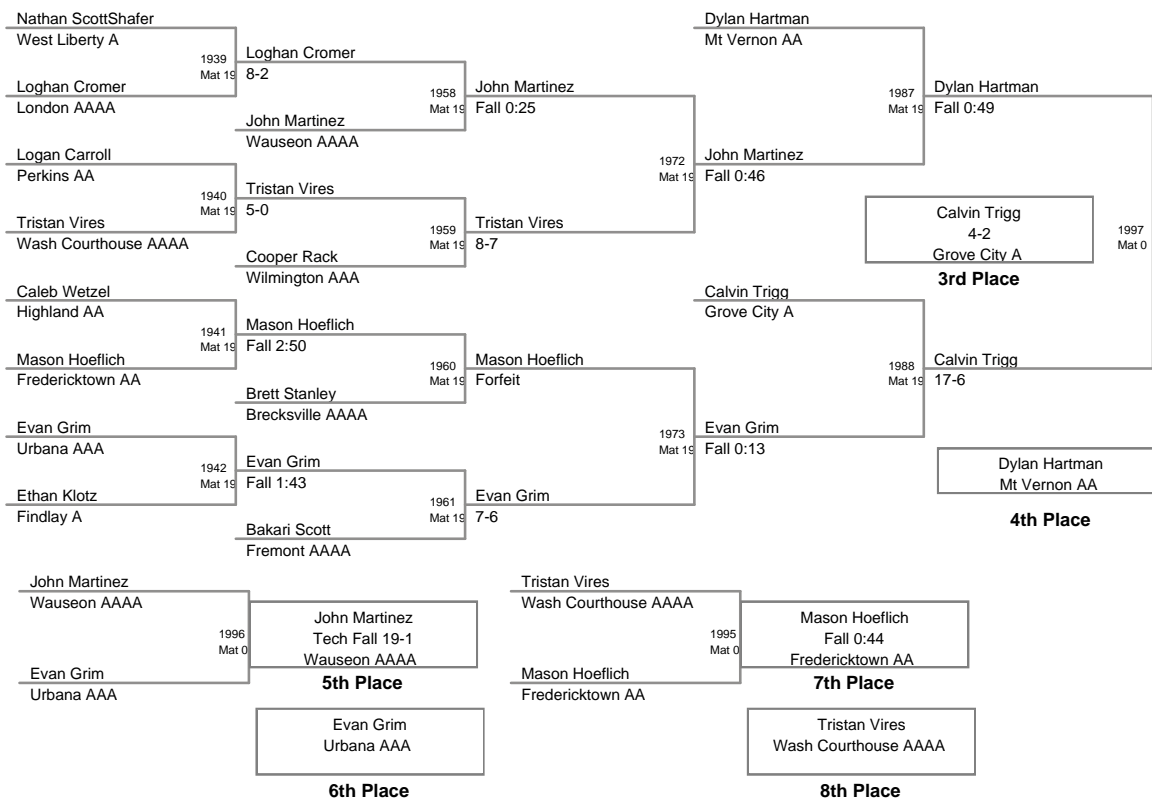 Nathan ScottShafer
West Liberty A
1939
Mat 19
Loghan Cromer
8-2
Loghan Cromer
London AAAA
1958
Mat 19
John Martinez
Fall 0:25
John Martinez
Wauseon AAAA
Logan Carroll
Perkins AA
1940
Mat 19
Tristan Vires
5-0
Tristan Vires
Wash Courthouse AAAA
1959
Mat 19
Tristan Vires
8-7
Cooper Rack
Wilmington AAA
1972
Mat 19
John Martinez
Fall 0:46
Dylan Hartman
Mt Vernon AA
1987
Mat 19
Dylan Hartman
Fall 0:49
Caleb Wetzel
Highland AA
1941
Mat 19
Mason Hoeflich
Fall 2:50
Mason Hoeflich
Fredericktown AA
1960
Mat 19
Mason Hoeflich
Forfeit
Brett Stanley
Brecksville AAAA
Evan Grim
Urbana AAA
1942
Mat 19
Evan Grim
Fall 1:43
Ethan Klotz
Findlay A
1961
Mat 19
Evan Grim
7-6
Bakari Scott
Fremont AAAA
1973
Mat 19
Evan Grim
Fall 0:13
Calvin Trigg
Grove City A
1988
Mat 19
Calvin Trigg
17-6
1997
Mat 0
Calvin Trigg
4-2
Grove City A
3rd Place
Dylan Hartman
Mt Vernon AA
4th Place
John Martinez
Wauseon AAAA
1996
Mat 0
Evan Grim
Urbana AAA
John Martinez
Tech Fall 19-1
Wauseon AAAA
5th Place
Evan Grim
Urbana AAA
6th Place
Tristan Vires
Wash Courthouse AAAA
1995
Mat 0
Mason Hoeflich
Fredericktown AA
Mason Hoeflich
Fall 0:44
Fredericktown AA
7th Place
Tristan Vires
Wash Courthouse AAAA
8th Place